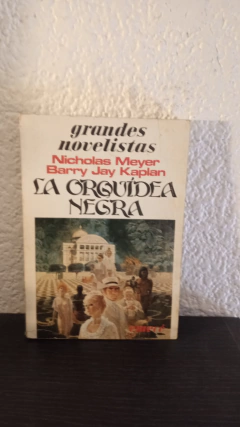 grandes
novelistas
Nicholas Meyer
Barry Jay Kaplan
LA ORQUÍDEA
NEGRA